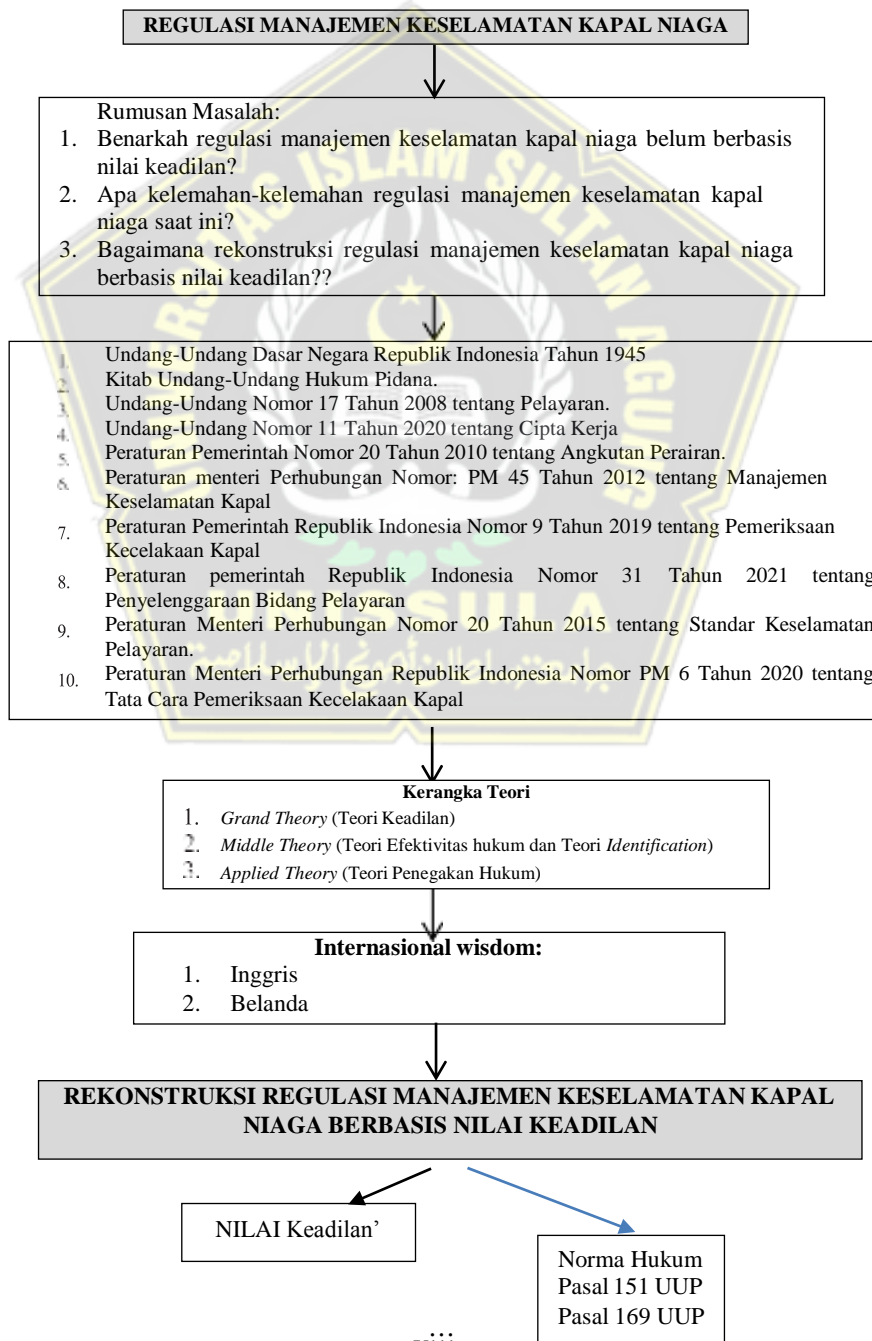 REGULASI MANAJEMEN KESELAMATAN KAPAL NIAGA
Rumusan Masalah:
1. Benarkah regulasi manajemen keselamatan kapal niaga belum berbasis
nilai keadilan?
2. Apa kelemahan-kelemahan regulasi manajemen keselamatan kapal
niaga saat ini?
3. Bagaimana rekonstruksi regulasi manajemen keselamatan kapal niaga
berbasis nilai keadilan??
1. Undang-Undang Dasar Negara Republik Indonesia Tahun 1945
2. Kitab Undang-Undang Hukum Pidana.
3. Undang-Undang Nomor 17 Tahun 2008 tentang Pelayaran.
4. Undang-Undang Nomor 11 Tahun 2020 tentang Cipta Kerja
5. Peraturan Pemerintah Nomor 20 Tahun 2010 tentang Angkutan Perairan.
6. Peraturan menteri Perhubungan Nomor: PM 45 Tahun 2012 tentang Manajemen
Keselamatan Kapal
7. Peraturan Pemerintah Republik Indonesia Nomor 9 Tahun 2019 tentang Pemeriksaan
Kecelakaan Kapal
8. Peraturan pemerintah Republik Indonesia Nomor 31 Tahun 2021 tentang
Penyelenggaraan Bidang Pelayaran
9. Peraturan Menteri Perhubungan Nomor 20 Tahun 2015 tentang Standar Keselamatan
Pelayaran.
10. Peraturan Menteri Perhubungan Republik Indonesia Nomor PM 6 Tahun 2020 tentang
Tata Cara Pemeriksaan Kecelakaan Kapal
Kerangka Teori
1. Grand Theory (Teori Keadilan)
2. Middle Theory (Teori Efektivitas hukum dan Teori Identification)
3. Applied Theory (Teori Penegakan Hukum)
Internasional wisdom:
1. Inggris
2. Belanda
REKONSTRUKSI REGULASI MANAJEMEN KESELAMATAN KAPAL
NIAGA BERBASIS NILAI KEADILAN
NILAI Keadilan’
Norma Hukum
Pasal 151 UUP
Pasal 169 UUP
…
UNIVERSITAS ISLAM SULTAN AGUNG
UNISSULA